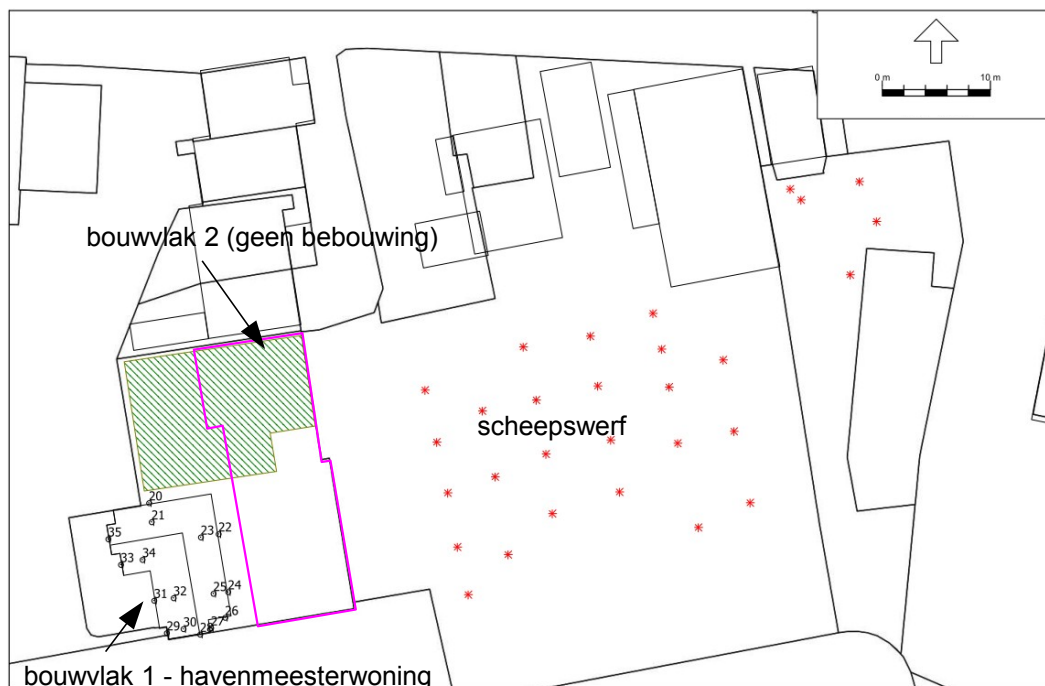 0 m 10 m
bouwvlak 2 (geen bebouwing)
scheepswerf
20
21
23 22
35
34
33
25 24
31 32
26
27
29 30 28
bouwvlak 1 - havenmeesterwoning